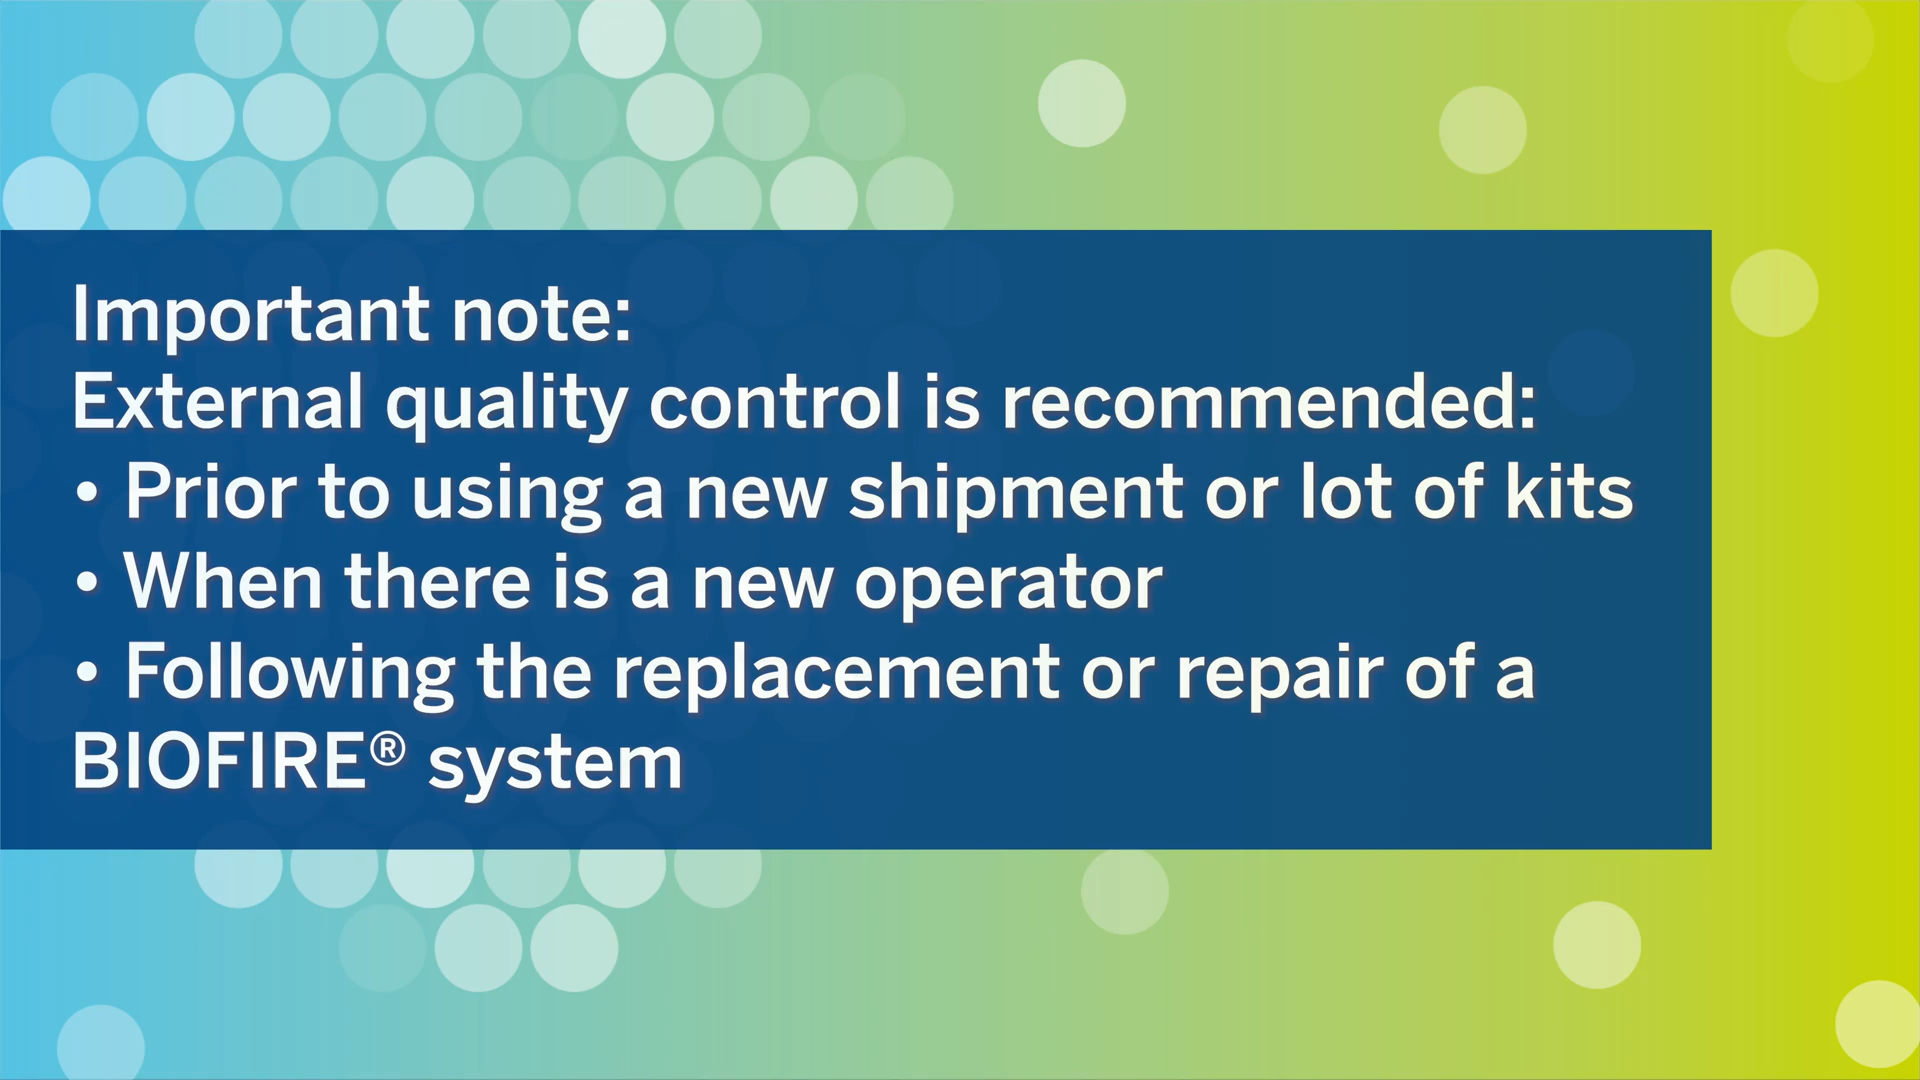 Important note:
External quality control is recommended:
• Prior to using a new shipment or lot of kits
• When there is a new operator
• Following the replacement or repair of a
BIOFIRE® system